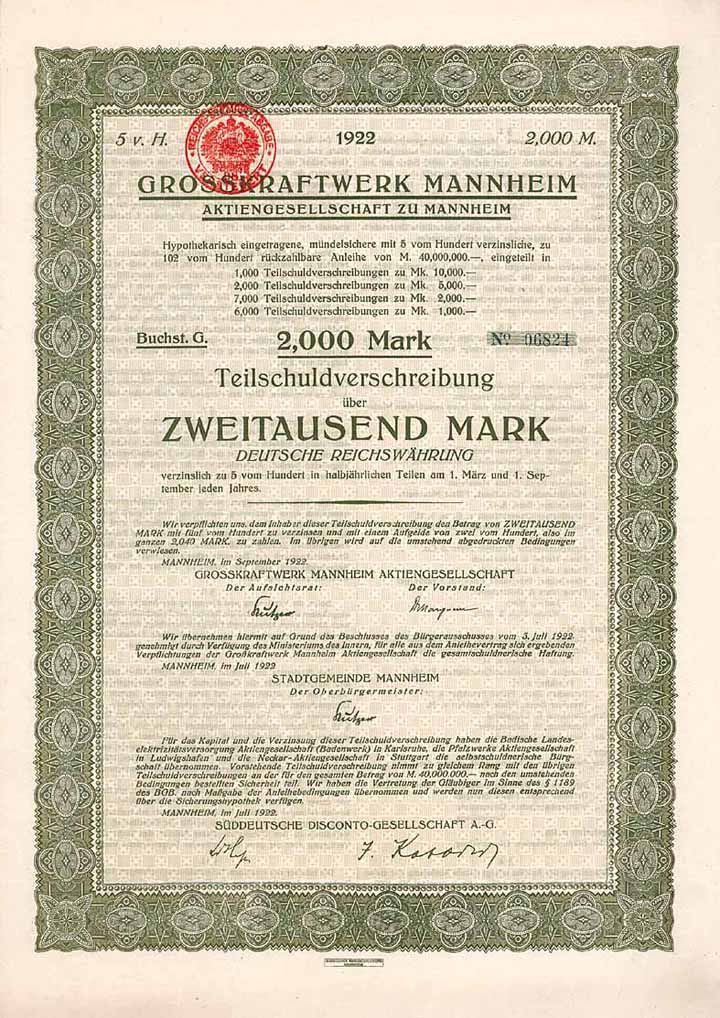 5 v. H.
1922
2,000 M.
GROSSKRAFTWERK MANNHEIM
AKTIENGESELLSCHAFT ZU MANNHEIM
Hypothekarisch eingetragene, mündelsichere mit 5 vom Hundert verzinsliche, zu
102 vom Hundert rückzahlbare Anleihe von M. 40,000,000.—, eingeteilt in
1,000 Teilschuldverschreibungen zu Mk. 10,000.—
2,000 Teilschuldverschreibungen zu Mk. 5,000.—
7,000 Teilschuldverschreibungen zu Mk. 2,000.—
6,000 Teilschuldverschreibungen zu Mk. 1,000.—
Buchst. G.
2,000 Mark
No 06824
Teilschuldverschreibung
über
ZWEITAUSEND MARK
DEUTSCHE REICHSWÄHRUNG
verzinslich zu 5 vom Hundert in halbjährlichen Teilen am 1. März und 1. Sep-
tember jeden Jahres.
Wir verpflichten uns, dem Inhaber dieser Teilschuldverschreibung den Betrag von ZWEITAUSEND
MARK mit fünf vom Hundert zu verzinsen und mit einem Aufgelde von zwei vom Hundert, also im
ganzen 2,040 MARK, zu zahlen. Im übrigen wird auf die umstehend abgedruckten Bedingungen
verwiesen.
MANNHEIM, im September 1922.
GROSSKRAFTWERK MANNHEIM AKTIENGESELLSCHAFT
Der Aufsichtsrat:
Der Vorstand:
Kutzer
Wir übernehmen hiermit auf Grund des Beschlusses des Bürgerausschusses vom 3. Juli 1922,
genehmigt durch Verfügung des Ministeriums des Innern, für alle aus dem Anleihevertrag sich ergebenden
Verpflichtungen der Großkraftwerk Mannheim Aktiengesellschaft die gesamtschuldnerische Haftung.
MANNHEIM, im Juli 1922
STADTGEMEINDE MANNHEIM
Der Oberbürgermeister:
Kutzer
Für das Kapital und die Verzinsung dieser Teilschuldverschreibung haben die Badische Landes-
elektrizitätsversorgung Aktiengesellschaft (Badenwerk) in Karlsruhe, die Pfalzwerke Aktiengesellschaft
in Ludwigshafen und die Neckar-Aktiengesellschaft in Stuttgart die selbstschuldnerische Bürg-
schaft übernommen. Vorstehende Teilschuldverschreibung nimmt zu gleichem Rang mit den übrigen
Teilschuldverschreibungen an der für den gesamten Betrag von M. 40,000,000.— nach den umstehenden
Bedingungen bestellten Sicherheit teil. Wir haben die Vertretung der Gläubiger im Sinne des § 1189
des BGB. nach Maßgabe der Anleihebedingungen übernommen und werden nun diesen entsprechend
über die Sicherungshypothek verfügen.
MANNHEIM, im Juli 1922.
SÜDDEUTSCHE DISCONTO-GESELLSCHAFT A.-G.